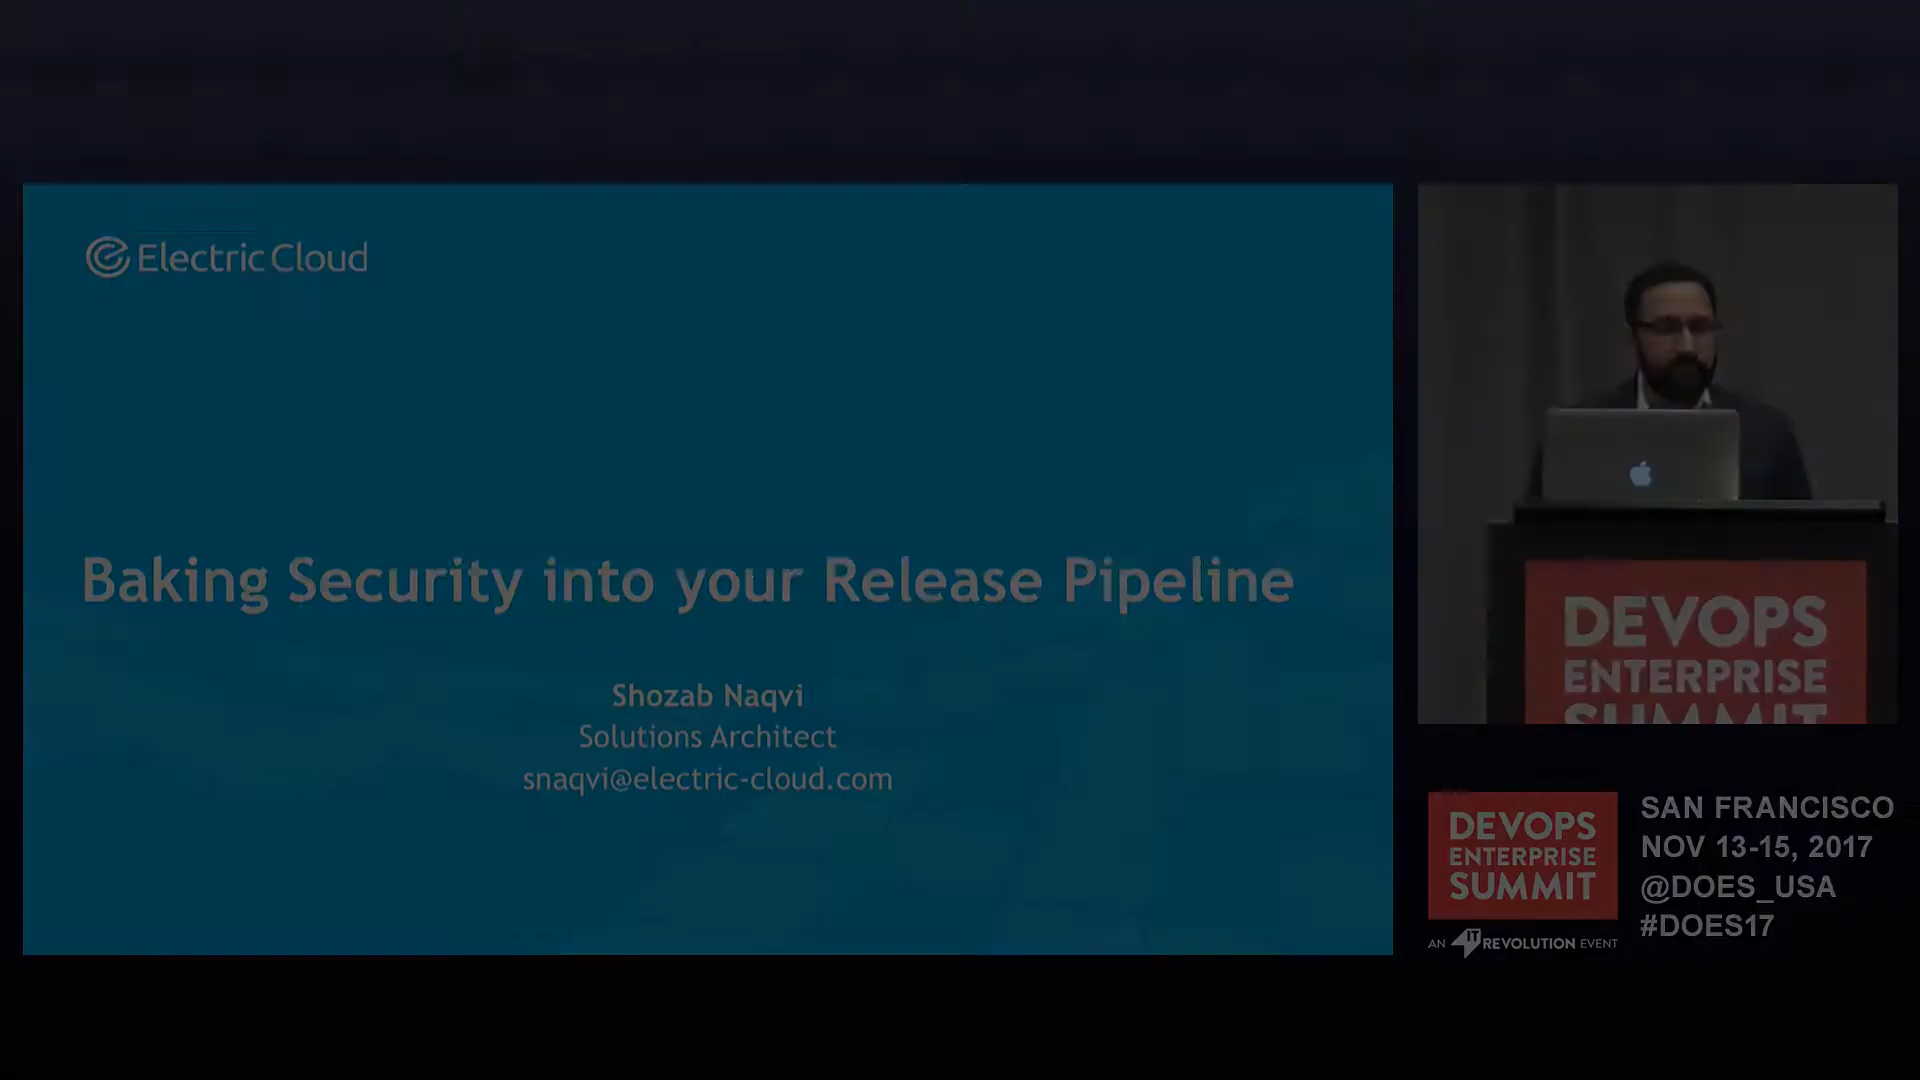 Electric Cloud
Baking Security into your Release Pipeline
Shozab Naqvi
Solutions Architect
snaqvi@electric-cloud.com
DEVOPS
ENTERPRISE
SUMMIT
DEVOPS
ENTERPRISE
SUMMIT
AN IT REVOLUTION EVENT
SAN FRANCISCO
NOV 13-15, 2017
@DOES_USA
#DOES17